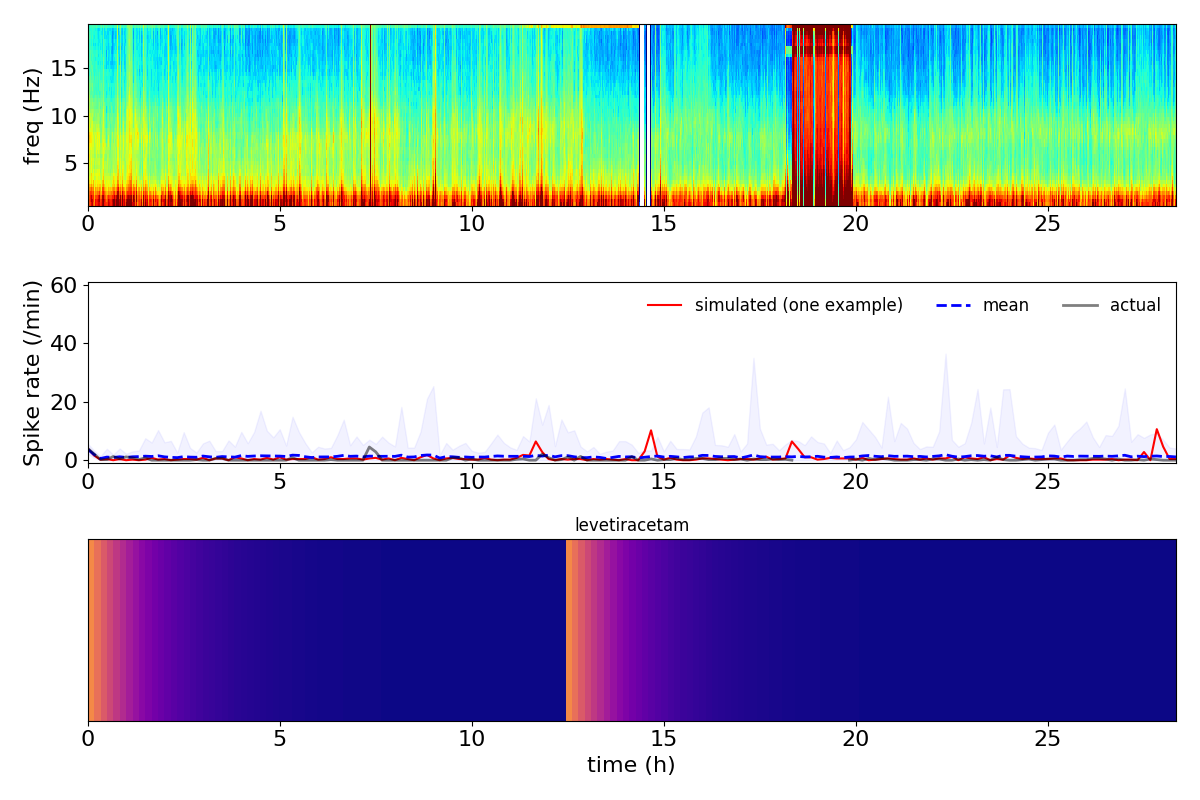 freq (Hz)
15
10
5
0 5 10 15 20 25
Spike rate (/min)
60
40
20
0
simulated (one example) mean actual
0 5 10 15 20 25
levetiracetam
0 5 10 15 20 25
time (h)